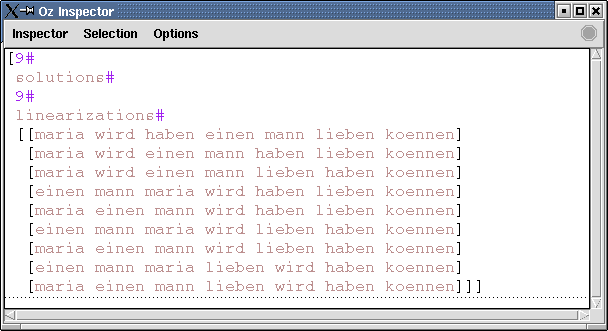 Oz Inspector
Inspector Selection Options
[9#
solutions#
9#
linearizations#
[[maria wird haben einen mann lieben koennen]
[maria wird einen mann haben lieben koennen]
[maria wird einen mann lieben haben koennen]
[einen mann maria wird haben lieben koennen]
[maria einen mann wird haben lieben koennen]
[einen mann maria wird lieben haben koennen]
[maria einen mann wird lieben haben koennen]
[einen mann maria lieben wird haben koennen]
[maria einen mann lieben wird haben koennen]]]